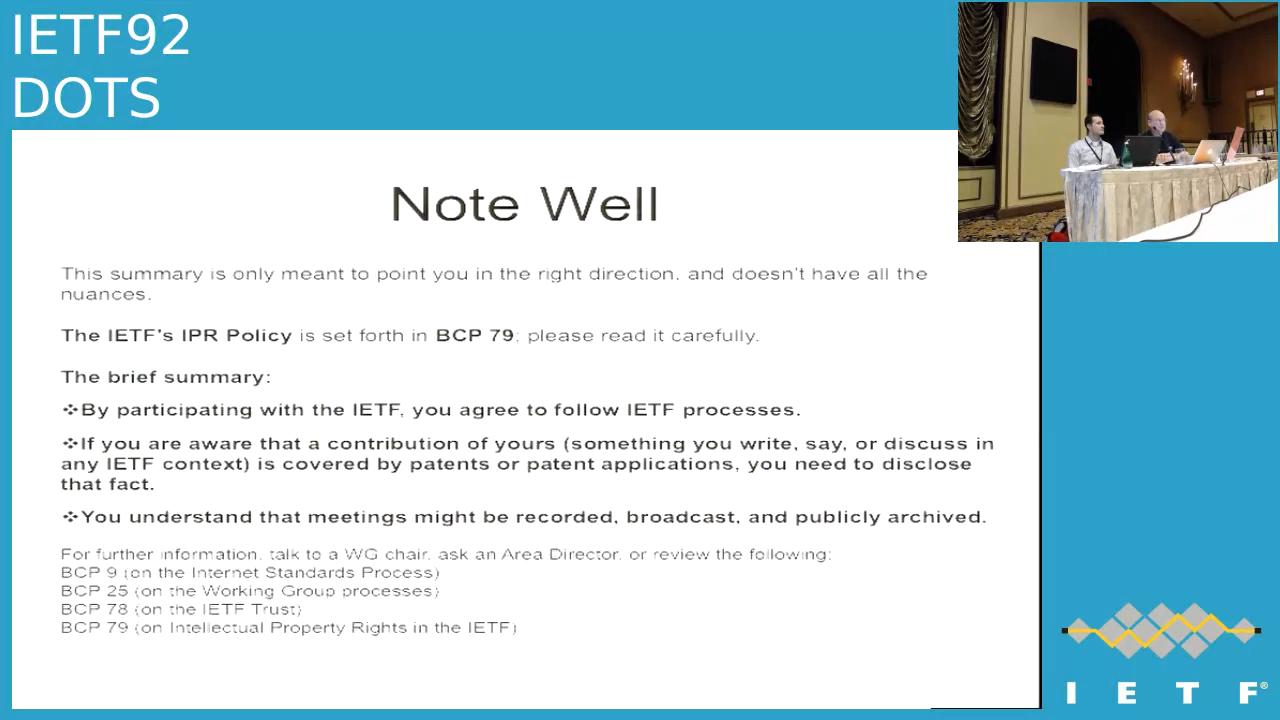 IETF92
DOTS
Note Well
This summary is only meant to point you in the right direction, and doesn't have all the
nuances.
The IETF's IPR Policy is set forth in BCP 79; please read it carefully.
The brief summary:
❖By participating with the IETF, you agree to follow IETF processes.
❖If you are aware that a contribution of yours (something you write, say, or discuss in
any IETF context) is covered by patents or patent applications, you need to disclose
that fact.
❖You understand that meetings might be recorded, broadcast, and publicly archived.
For further information, talk to a WG chair, ask an Area Director, or review the following:
BCP 9 (on the Internet Standards Process)
BCP 25 (on the Working Group processes)
BCP 78 (on the IETF Trust)
BCP 79 (on Intellectual Property Rights in the IETF)
I E T F®